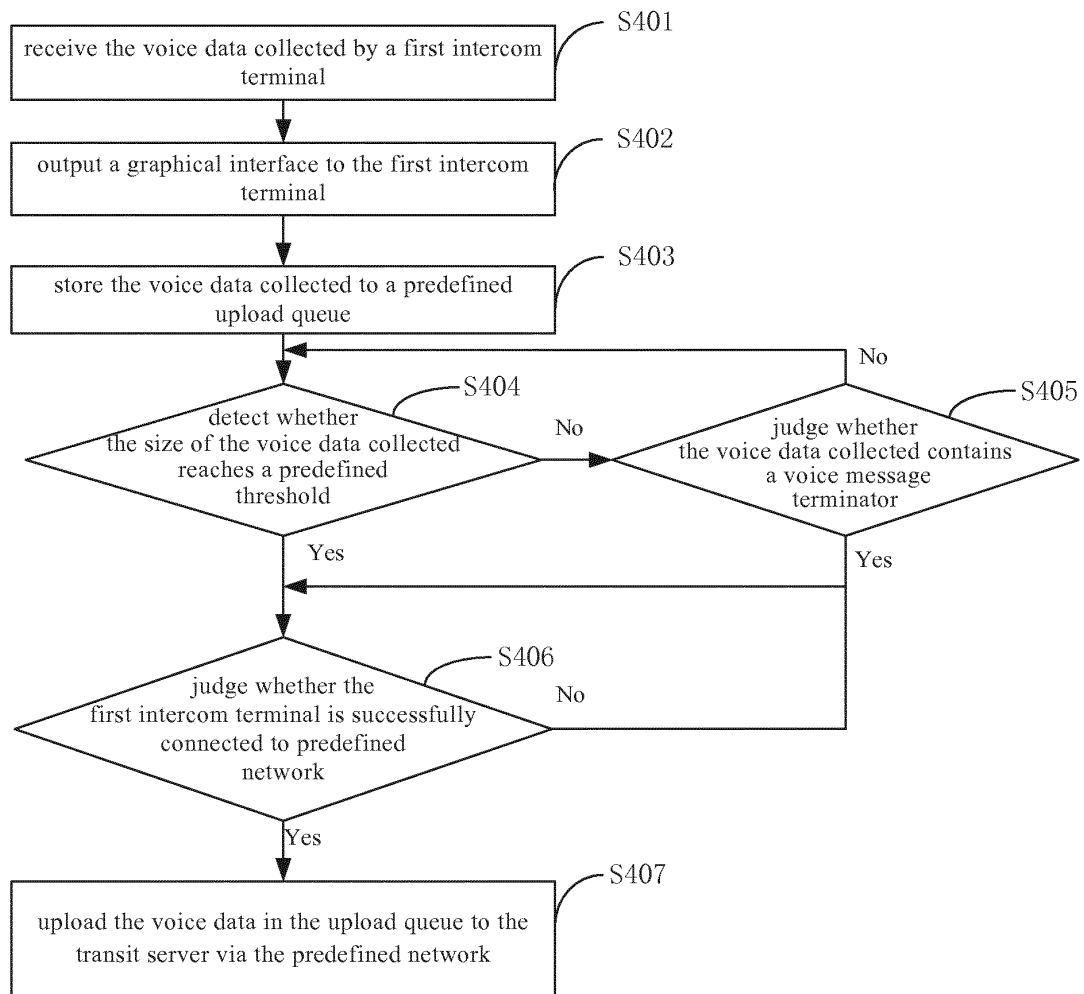 S401
receive the voice data collected by a first intercom
terminal
S402
output a graphical interface to the first intercom
terminal
S403
store the voice data collected to a predefined
upload queue
No
S404
S405
detect whether
the size of the voice data collected
reaches a predefined
threshold
No
judge whether
the voice data collected contains
a voice message
terminator
Yes
Yes
S406
judge whether the
first intercom terminal is successfully
connected to predefined
network
No
Yes
S407
upload the voice data in the upload queue to the
transit server via the predefined network